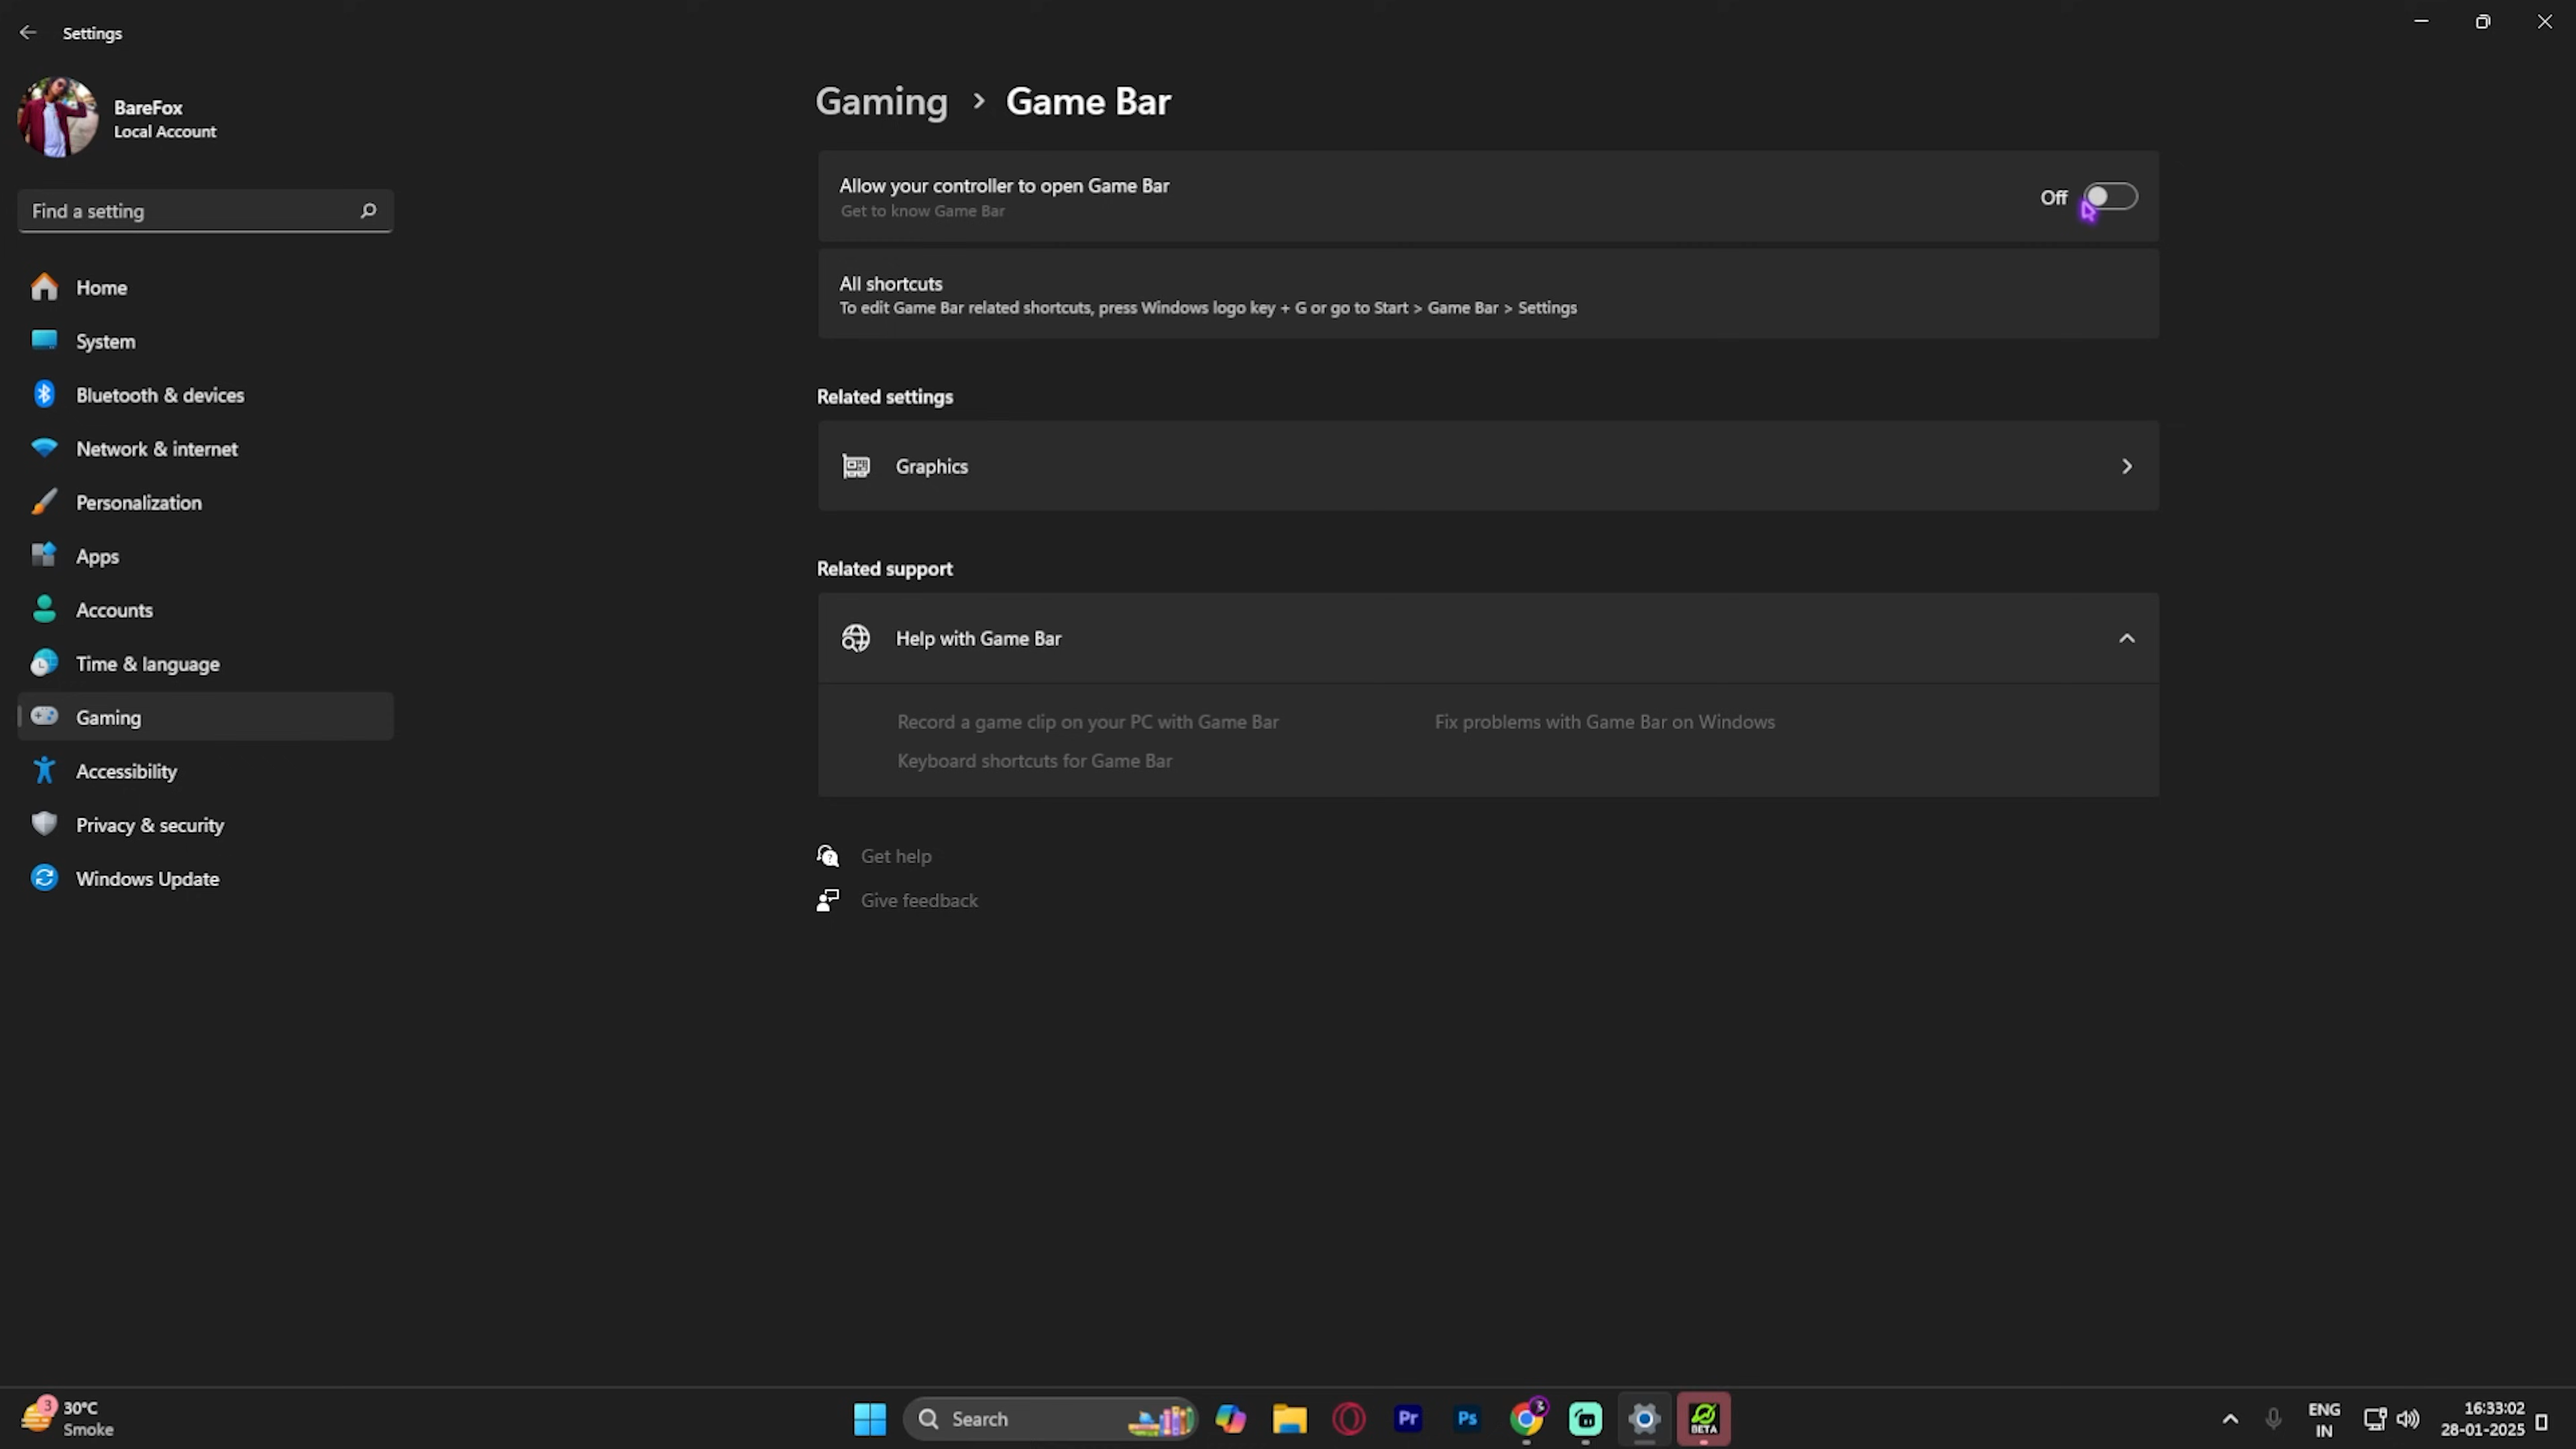 Settings
BareFox
Local Account
Find a setting
Home
System
Bluetooth & devices
Network & internet
Personalization
Apps
Accounts
Time & language
Gaming
Accessibility
Privacy & security
Windows Update
Gaming > Game Bar
Allow your controller to open Game Bar
Get to know Game Bar
Off
All shortcuts
To edit Game Bar related shortcuts, press Windows logo key + G or go to Start > Game Bar > Settings
Related settings
Graphics
Related support
Help with Game Bar
Record a game clip on your PC with Game Bar
Fix problems with Game Bar on Windows
Keyboard shortcuts for Game Bar
Get help
Give feedback
3
30°C
Smoke
Search
Pr
Ps
3
BETA
ENG
IN
16:33:02
28-01-2025